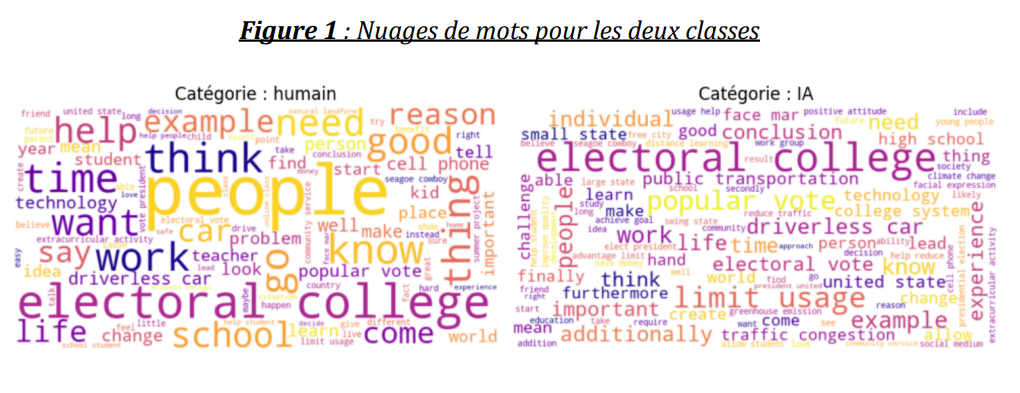 Figure 1 : Nuages de mots pour les deux classes
Catégorie : humain
friend united state long decision natural landform try reason
help example need
future people help child person point benefit right
year mean think take conclusion good tell
student find start cell phone
create time people money seagoe cowboy kid
technology able love
vote president community service place
want electoral vote car drive well make show home
believe safe problem face mar know sure thing summer project important
extracurricular activity
easy say work teacher great
idea lead look go popular vote hard
driverless car country fact experience
talk electoral college
maybe happen situation
life feel little help student decide give different come
change school learn live limit usage world
school student
Catégorie : IA
individual usage help face mar positive attitude include
future need young people
small state free city good conclusion high school
believe seagoe cowboy distance learning work group likely
electoral college thing
result society
able large state public transportation climate change
school facial expression
challenge people learn secondly technology
study popular vote college system
long make reduce traffic
achieve goal swing state driverless car
idea work community
elect president life time approach person ability lead experience
advantage limit hand electoral vote decision help reduce
save money know cell phone
finally well world go united state presidential election
think president united
friend furthermore limit usage change extracurricular activity
right
start important create greenhouse emission reason example
education take require want come see
mean additionally traffic congestion allow
addition allow student look community service social medium